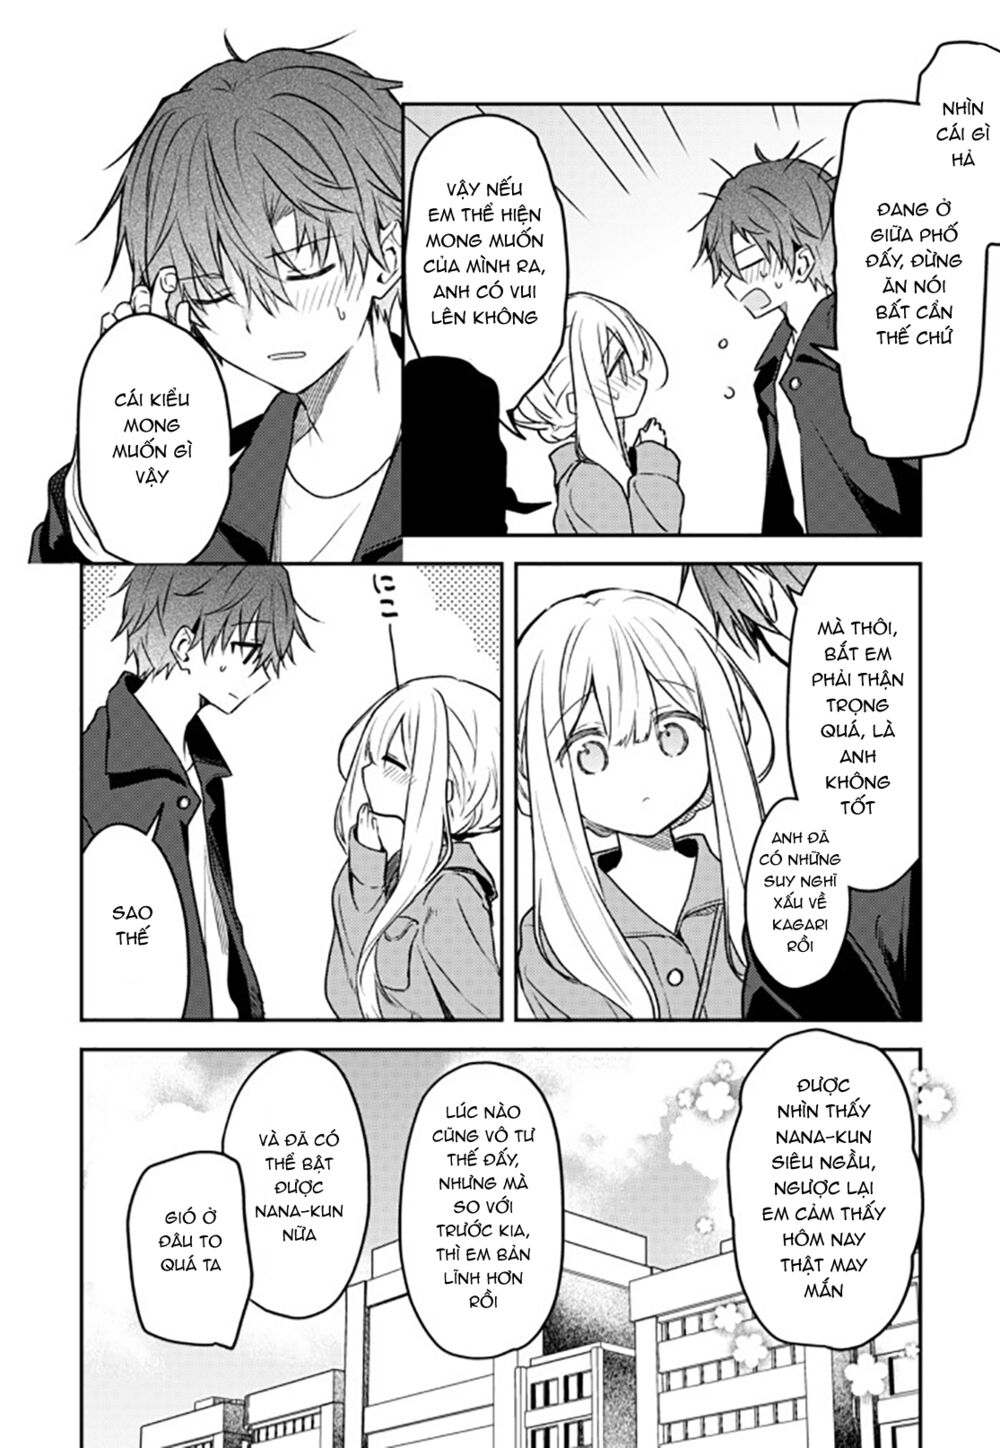 NHÌN
CÁI GÌ
HẢ
ĐANG Ở
GIỮA PHỐ
ĐẤY, ĐỪNG
ĂN NÓI
BẤT CẨN
THẾ CHỨ
VẬY NẾU
EM THỂ HIỆN
MONG MUỐN
CỦA MÌNH RA,
ANH CÓ VUI
LÊN KHÔNG
CÁI KIỂU
MONG
MUỐN GÌ
VẬY
MÀ THÔI,
BẮT EM
PHẢI THẬN
TRỌNG
QUÁ, LÀ
ANH
KHÔNG
TỐT
ANH ĐÃ
CÓ NHỮNG
SUY NGHĨ
XẤU VỀ
KAGARI
RỒI
にこー
SAO
THẾ
ĐƯỢC
NHÌN THẤY
NANA-KUN
SIÊU NGẦU,
NGƯỢC LẠI
EM CẢM THẤY
HÔM NAY
THẬT MAY
MẮN
LÚC NÀO
CŨNG VÔ TƯ
THẾ ĐẤY,
NHƯNG MÀ
SO VỚI
TRƯỚC KIA,
THÌ EM BẢN
LĨNH HƠN
RỒI
VÀ ĐÃ CÓ
THỂ BẬT
ĐƯỢC
NANA-KUN
NỮA
GIÓ Ở
ĐÂU TO
QUÁ TA